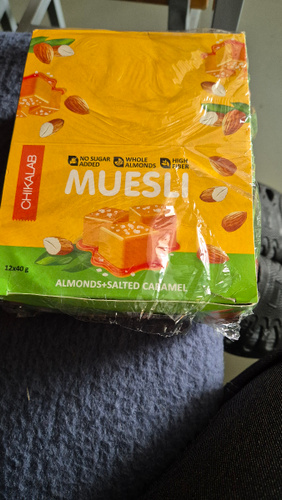 NO SUGAR ADDED
WHOLE ALMONDS
HIGH FIBER
MUESLI
CHIKALAB
12x40 g
ALMONDS+SALTED CARAMEL